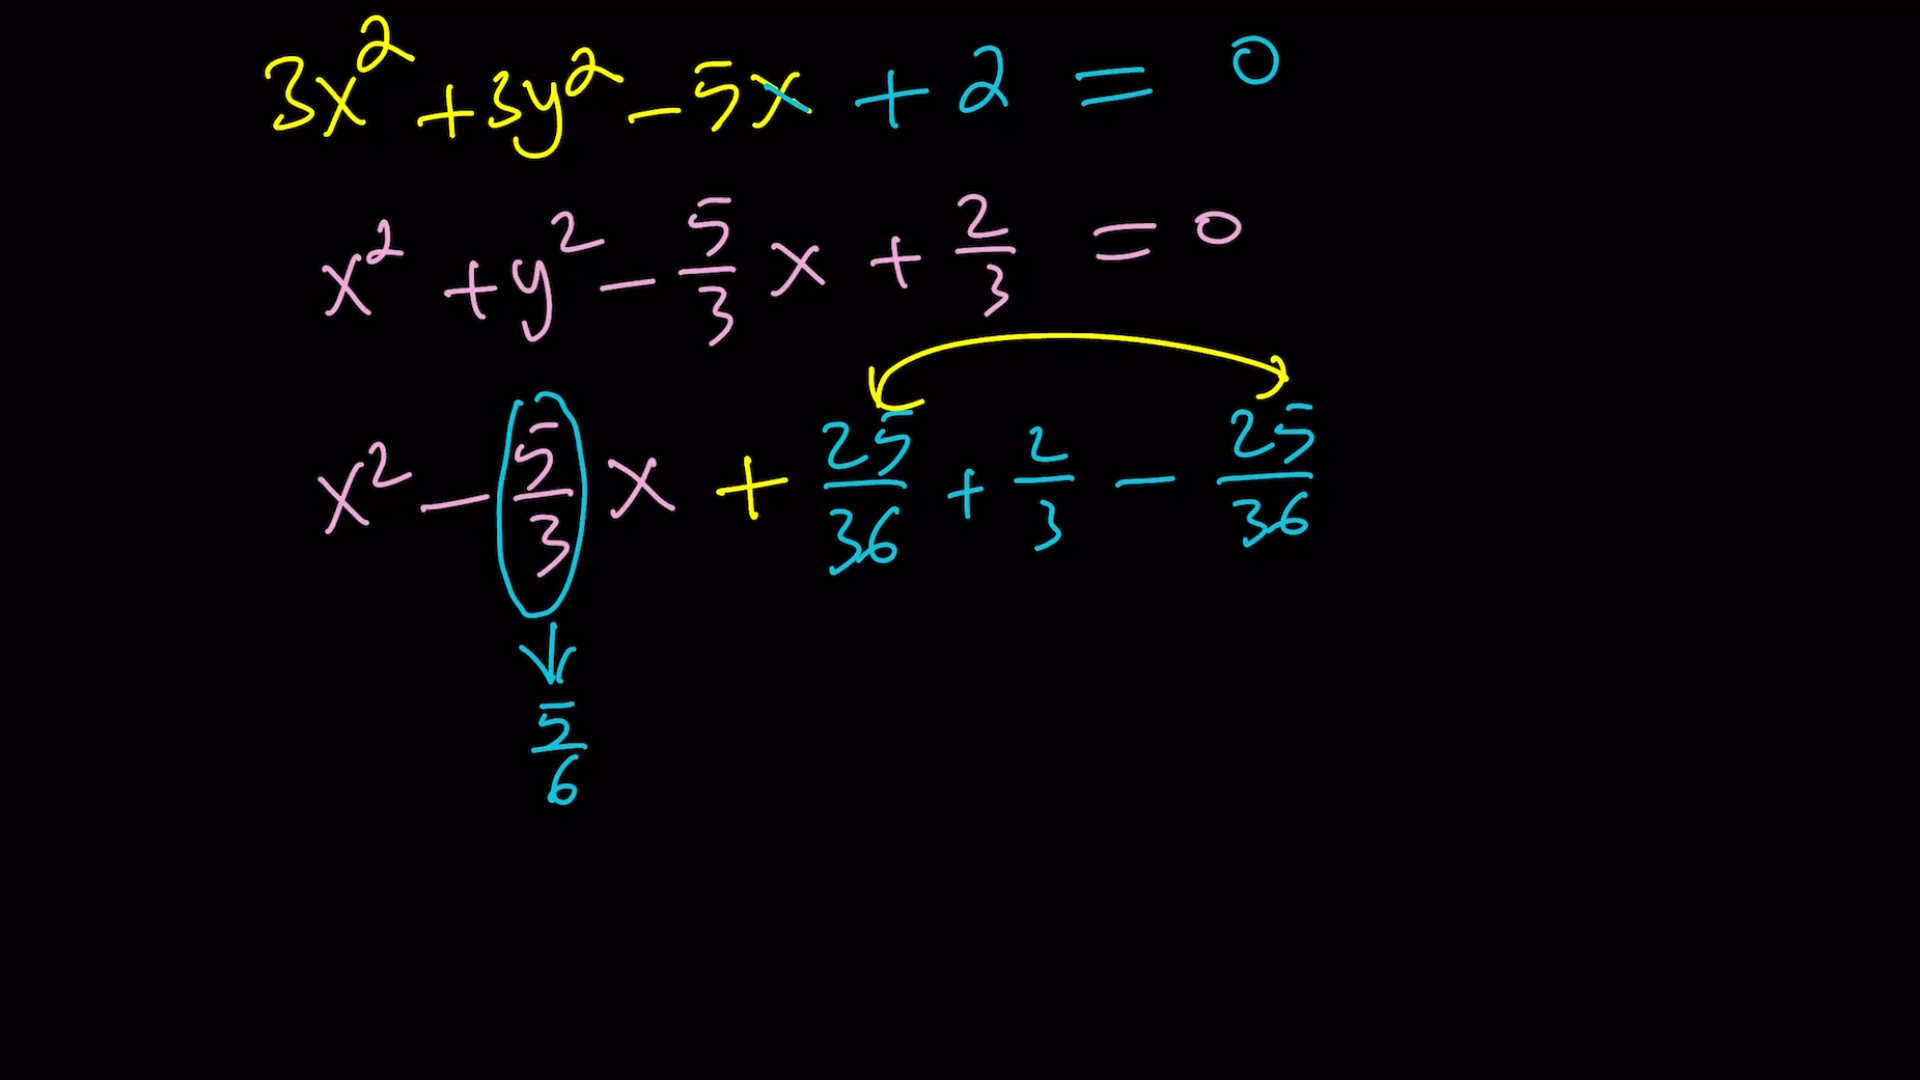 3x² + 3y² - 5x + 2 = 0
x² + y² - 5/3 x + 2/3 = 0
x² - 5/3 x + 25/36 + 2/3 - 25/36
5/6